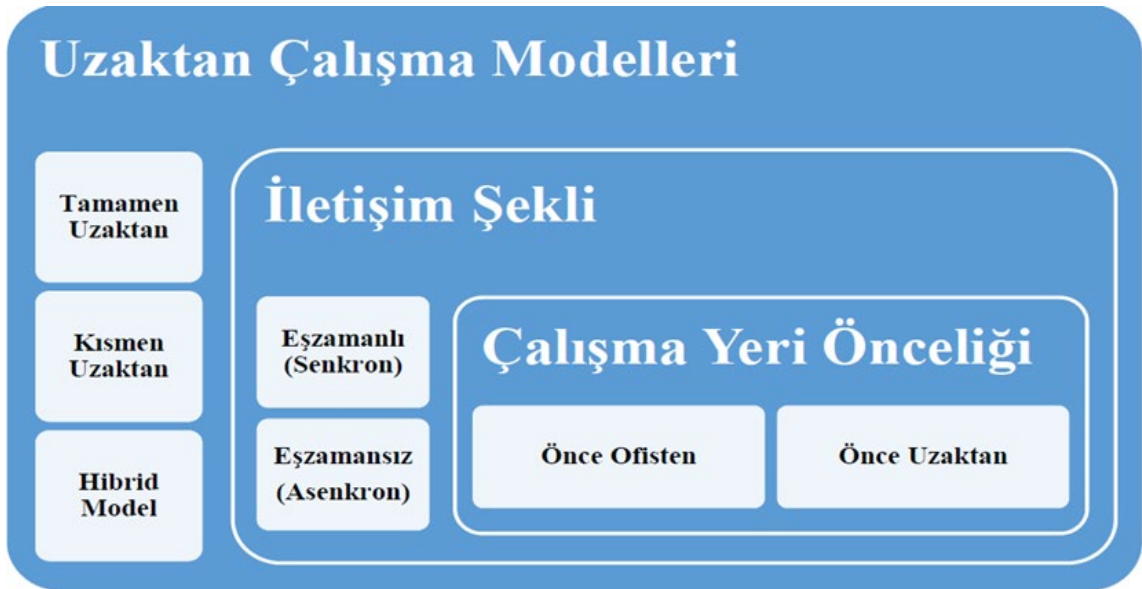 Uzaktan Çalışma Modelleri
Tamamen
Uzaktan
Kısmen
Uzaktan
Hibrid
Model
İletişim Şekli
Eşzamanlı
(Senkron)
Eşzamansız
(Asenkron)
Çalışma Yeri Önceliği
Önce Ofisten
Önce Uzaktan